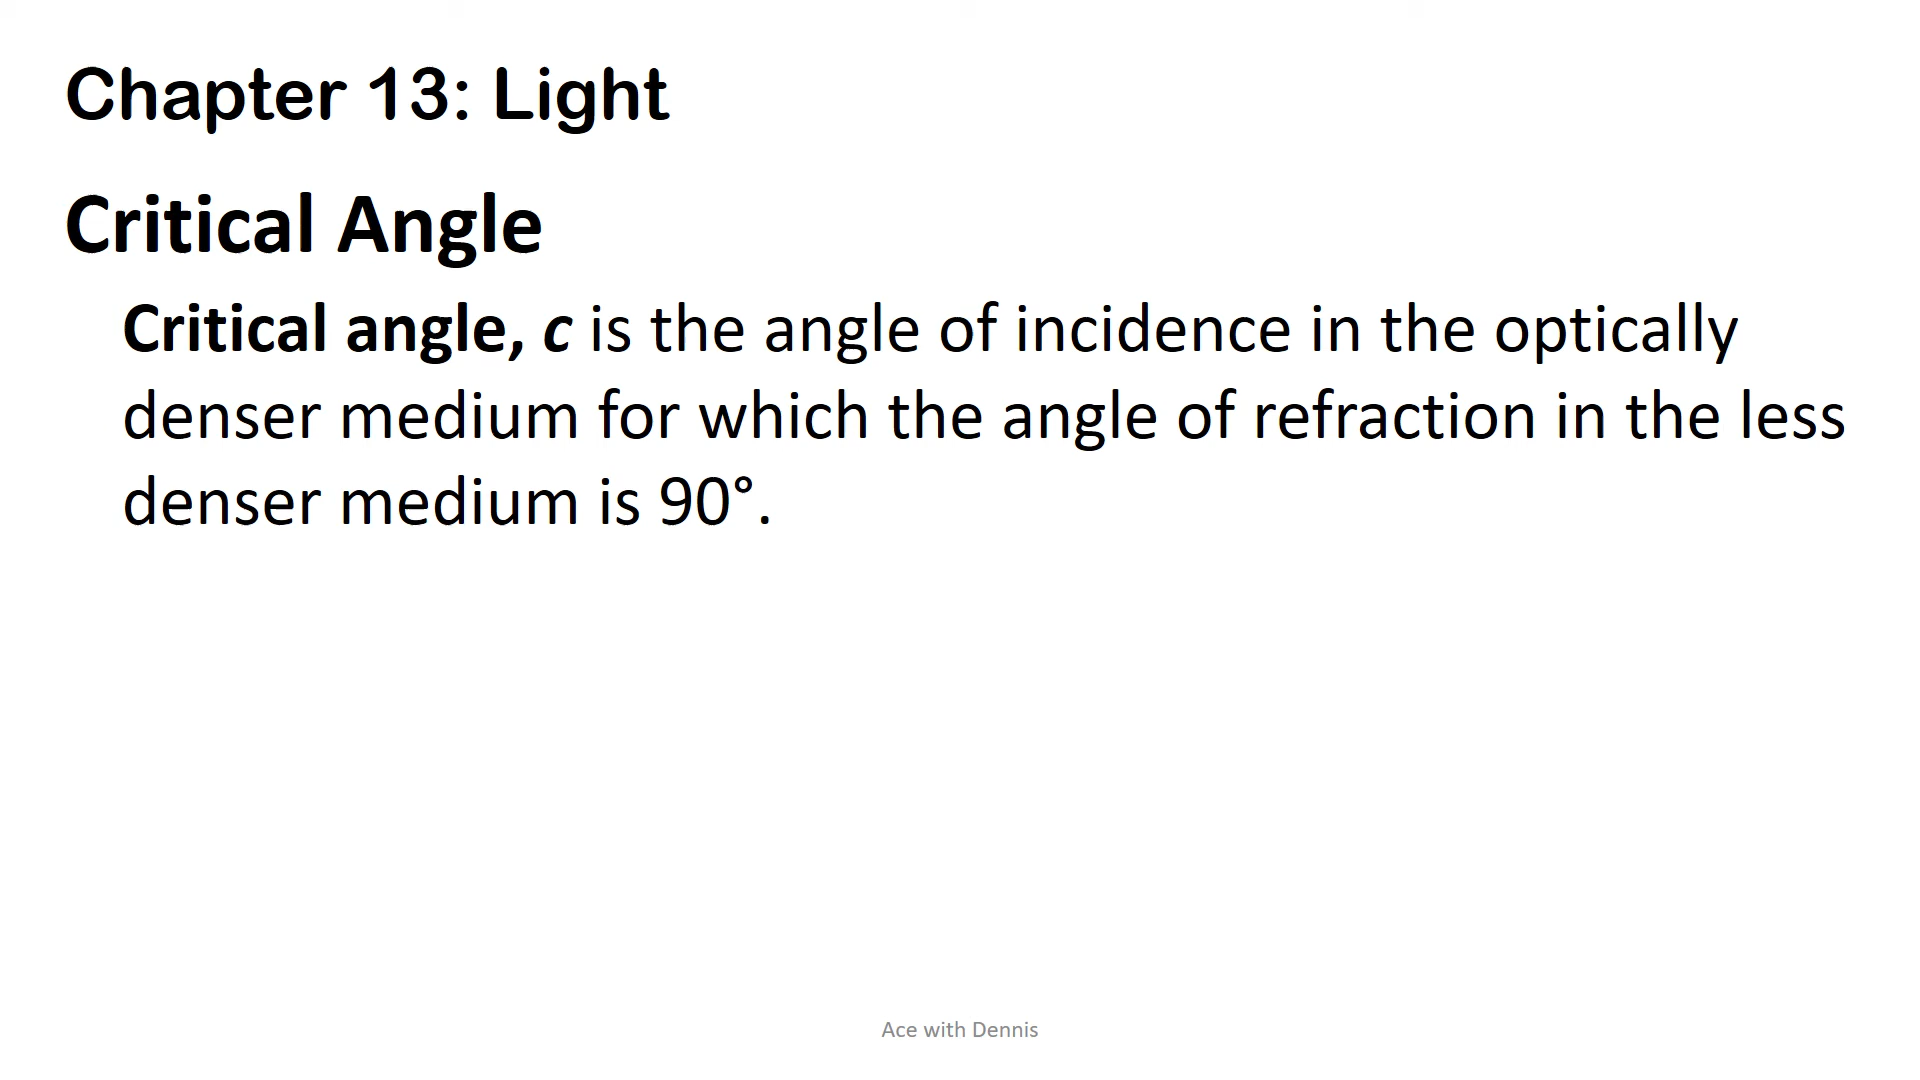 Chapter 13: Light
Critical Angle
Critical angle, c is the angle of incidence in the optically
denser medium for which the angle of refraction in the less
denser medium is 90°.
Ace with Dennis